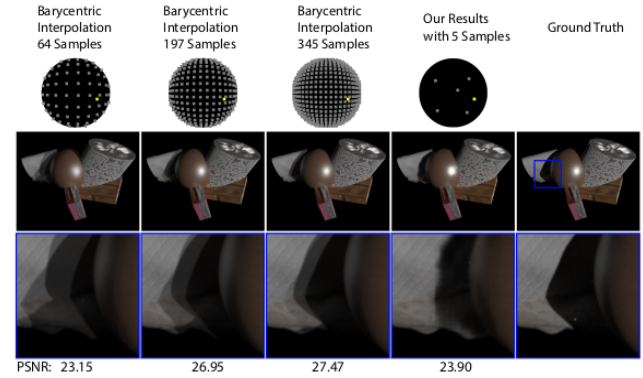 Barycentric
Interpolation
64 Samples
Barycentric
Interpolation
197 Samples
Barycentric
Interpolation
345 Samples
Our Results
with 5 Samples
Ground Truth
PSNR: 23.15
26.95
27.47
23.90